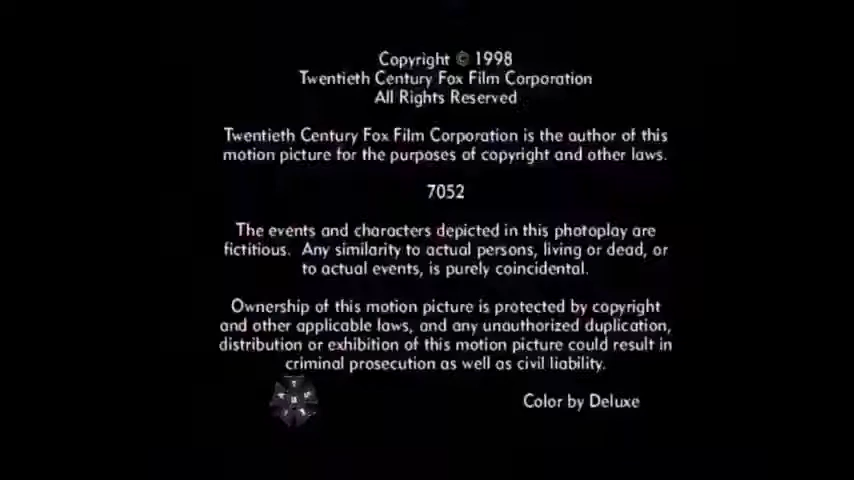 Copyright © 1998
Twentieth Century Fox Film Corporation
All Rights Reserved
Twentieth Century Fox Film Corporation is the author of this
motion picture for the purposes of copyright and other laws.
7052
The events and characters depicted in this photoplay are
fictitious. Any similarity to actual persons, living or dead, or
to actual events, is purely coincidental.
Ownership of this motion picture is protected by copyright
and other applicable laws, and any unauthorized duplication,
distribution or exhibition of this motion picture could result in
criminal prosecution as well as civil liability.
Color by Deluxe